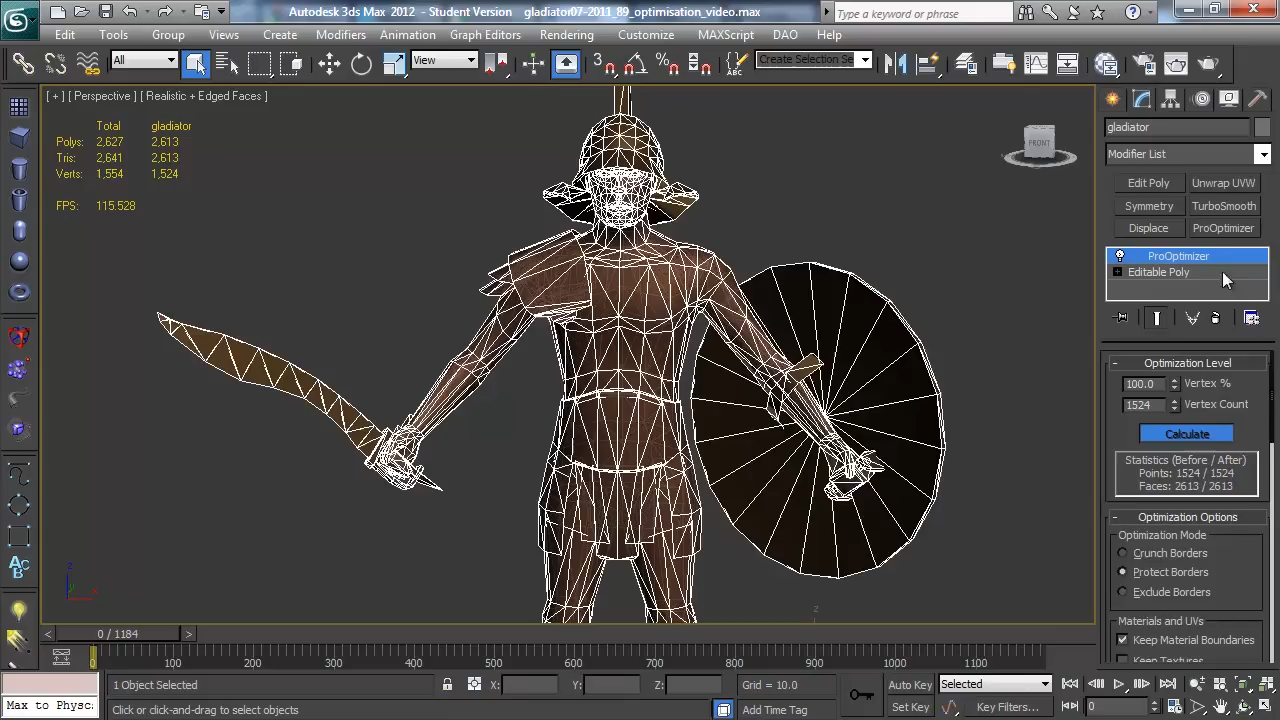 Autodesk 3ds Max 2012 - Student Version gladiator07-2011_89_optimisation_video.max
Type a keyword or phrase
Edit Tools Group Views Create Modifiers Animation Graph Editors Rendering Customize MAXScript DAO Help
All
View
3
Create Selection Se
[ + ] [ Perspective ] [ Realistic + Edged Faces ]
Total gladiator
Polys: 2,627 2,613
Tris: 2,641 2,613
Verts: 1,554 1,524
FPS: 115.528
FRONT
gladiator
Modifier List
Edit Poly Unwrap UVW
Symmetry TurboSmooth
Displace ProOptimizer
ProOptimizer
Editable Poly
- Optimization Level
100.0 Vertex %
1524 Vertex Count
Calculate
Statistics (Before / After)
Points: 1524 / 1524
Faces: 2613 / 2613
- Optimization Options
Optimization Mode
Crunch Borders
Protect Borders
Exclude Borders
Materials and UVs
Keep Material Boundaries
Keep Textures
z
x
y
z
< 0 / 1184 >
0 100 200 300 400 500 600 700 800 900 1000 1100
1 Object Selected X: Y: Z: Grid = 10.0 Auto Key Selected
Max to Physc Click or click-and-drag to select objects Add Time Tag Set Key Key Filters... 0